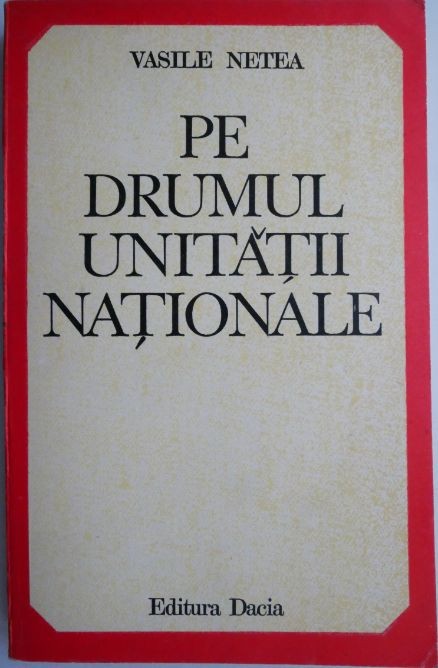 VASILE NETEA
PE
DRUMUL
UNITĂȚII
NAȚIONALE
Editura Dacia